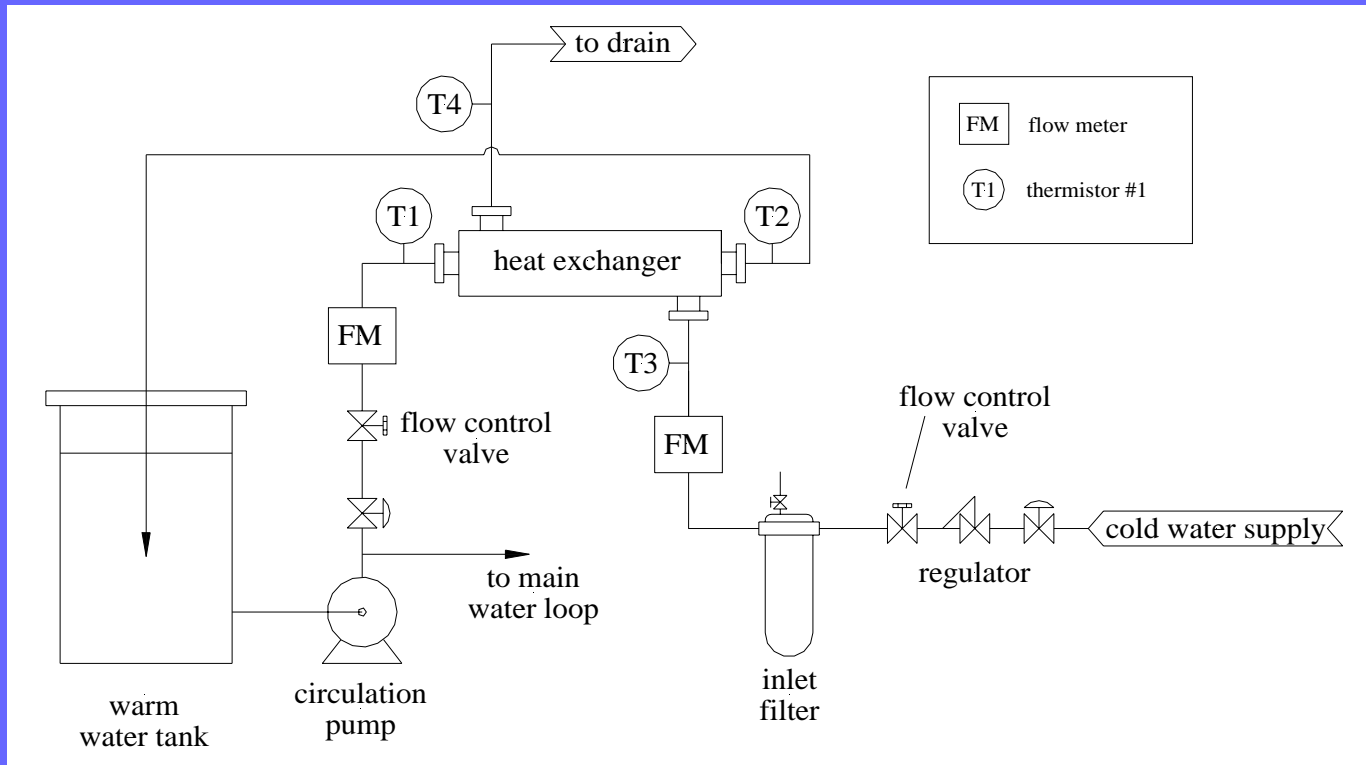 to drain
T4
FM
flow meter
T1
thermistor #1
T1
T2
heat exchanger
FM
T3
flow control
valve
flow control
valve
FM
cold water supply
regulator
to main
water loop
inlet
filter
circulation
pump
warm
water tank